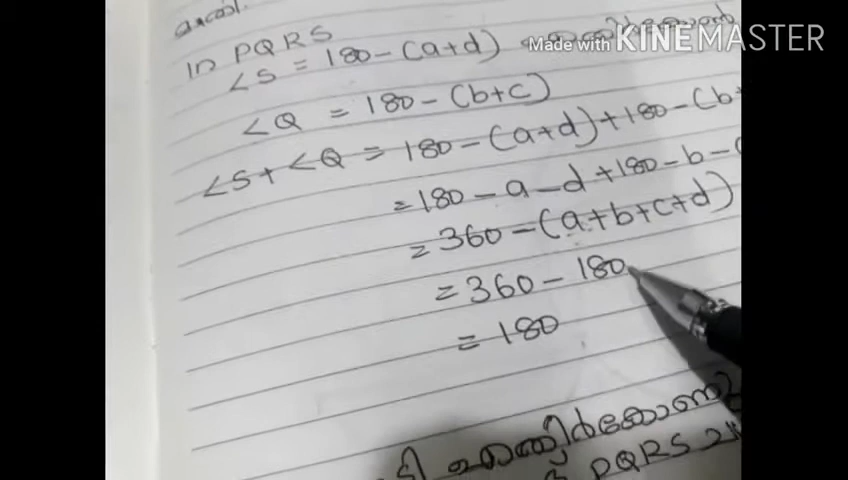 Made with KINEMASTER
In PQRS
∠S = 180 - (a+d)
∠Q = 180 - (b+c)
∠S + ∠Q = 180 - (a+d) + 180 - (b+
= 180 - a - d + 180 - b -
= 360 - (a+b+c+d)
= 360 - 180
= 180
PQRS